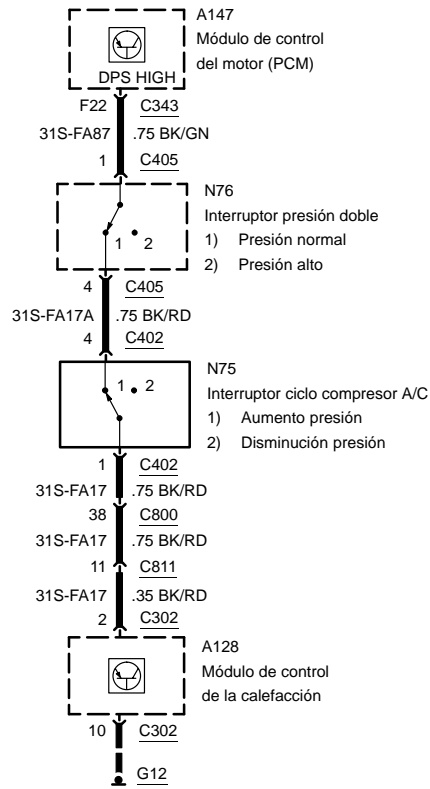 A147
Módulo de control
del motor (PCM)
DPS HIGH
F22 C343
31S-FA87 .75 BK/GN
1 C405
N76
Interruptor presión doble
1 2
1) Presión normal
2) Presión alto
4 C405
31S-FA17A .75 BK/RD
4 C402
N75
Interruptor ciclo compresor A/C
1 2
1) Aumento presión
2) Disminución presión
1 C402
31S-FA17 .75 BK/RD
38 C800
31S-FA17 .75 BK/RD
11 C811
31S-FA17 .35 BK/RD
2 C302
A128
Módulo de control
de la calefacción
10 C302
G12